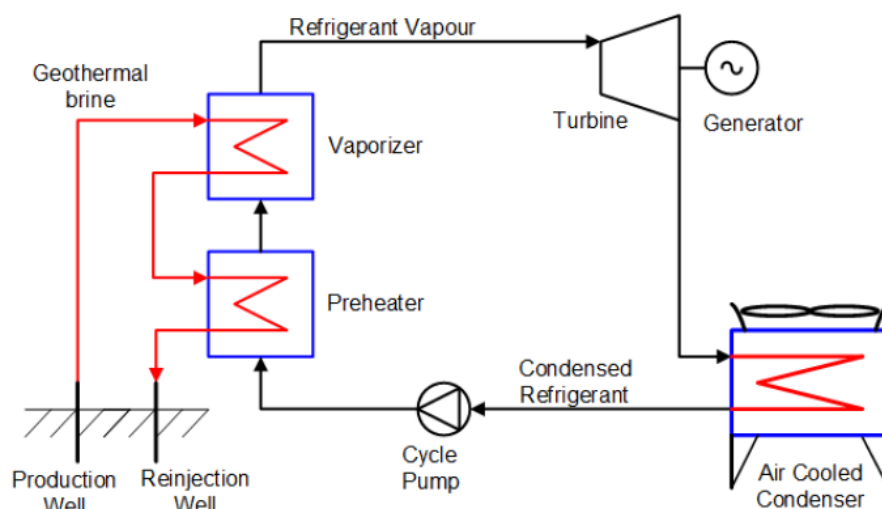 Refrigerant Vapour
Geothermal
brine
Vaporizer
Turbine
Generator
Preheater
Condensed
Refrigerant
Cycle
Pump
Production
Well
Reinjection
Well
Air Cooled
Condenser